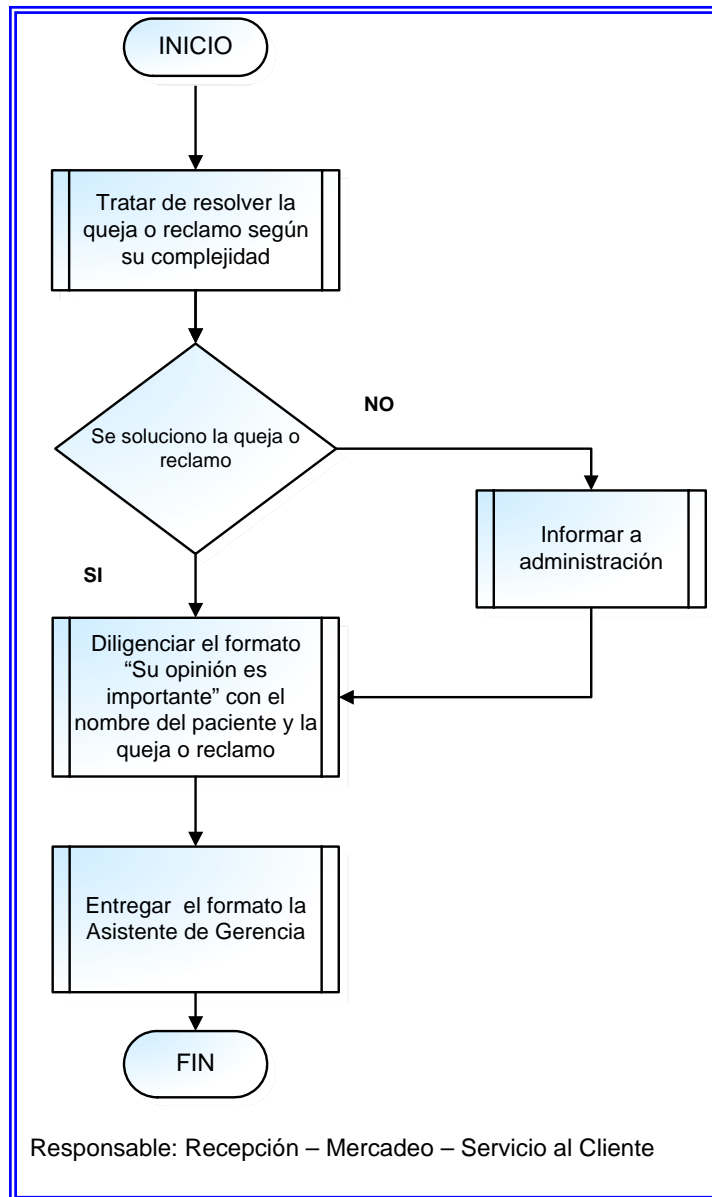 INICIO
Tratar de resolver la
queja o reclamo según
su complejidad
NO
Se soluciono la queja o
reclamo
Informar a
administración
SI
Diligenciar el formato
“Su opinión es
importante” con el
nombre del paciente y la
queja o reclamo
Entregar  el formato la
Asistente de Gerencia
FIN
Responsable: Recepción – Mercadeo – Servicio al Cliente